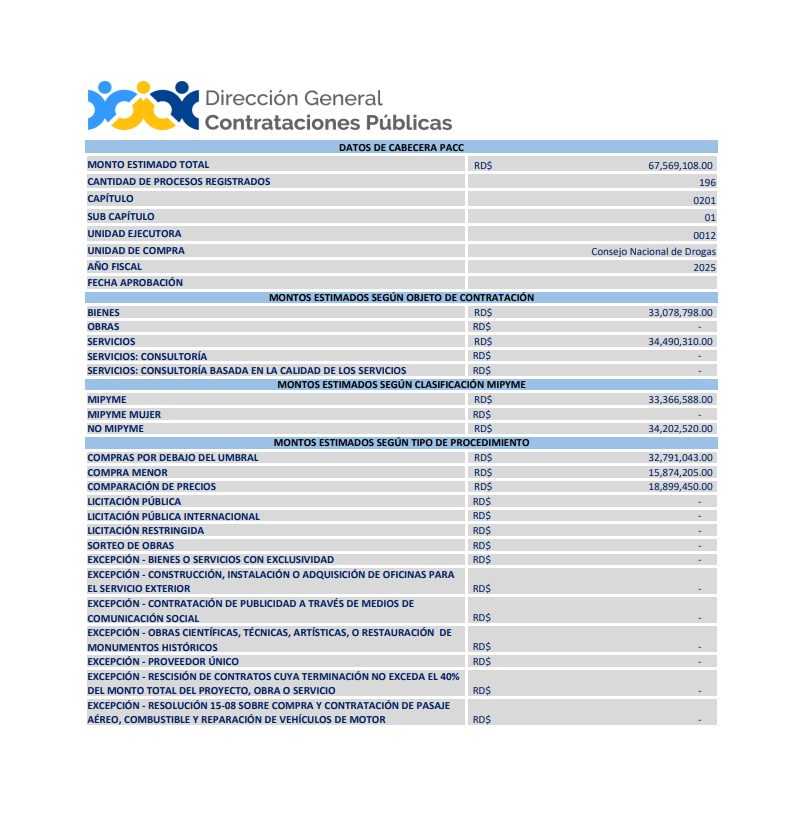 Dirección General
Contrataciones Públicas
DATOS DE CABECERA PACC
MONTO ESTIMADO TOTAL RD$ 67,569,108.00
CANTIDAD DE PROCESOS REGISTRADOS 196
CAPÍTULO 0201
SUB CAPÍTULO 01
UNIDAD EJECUTORA 0012
UNIDAD DE COMPRA Consejo Nacional de Drogas
AÑO FISCAL 2025
FECHA APROBACIÓN
MONTOS ESTIMADOS SEGÚN OBJETO DE CONTRATACIÓN
BIENES RD$ 33,078,798.00
OBRAS RD$ -
SERVICIOS RD$ 34,490,310.00
SERVICIOS: CONSULTORÍA RD$ -
SERVICIOS: CONSULTORÍA BASADA EN LA CALIDAD DE LOS SERVICIOS RD$ -
MONTOS ESTIMADOS SEGÚN CLASIFICACIÓN MIPYME
MIPYME RD$ 33,366,588.00
MIPYME MUJER RD$ -
NO MIPYME RD$ 34,202,520.00
MONTOS ESTIMADOS SEGÚN TIPO DE PROCEDIMIENTO
COMPRAS POR DEBAJO DEL UMBRAL RD$ 32,791,043.00
COMPRA MENOR RD$ 15,874,205.00
COMPARACIÓN DE PRECIOS RD$ 18,899,450.00
LICITACIÓN PÚBLICA RD$ -
LICITACIÓN PÚBLICA INTERNACIONAL RD$ -
LICITACIÓN RESTRINGIDA RD$ -
SORTEO DE OBRAS RD$ -
EXCEPCIÓN - BIENES O SERVICIOS CON EXCLUSIVIDAD RD$ -
EXCEPCIÓN - CONSTRUCCIÓN, INSTALACIÓN O ADQUISICIÓN DE OFICINAS PARA
EL SERVICIO EXTERIOR RD$ -
EXCEPCIÓN - CONTRATACIÓN DE PUBLICIDAD A TRAVÉS DE MEDIOS DE
COMUNICACIÓN SOCIAL RD$ -
EXCEPCIÓN - OBRAS CIENTÍFICAS, TÉCNICAS, ARTÍSTICAS, O RESTAURACIÓN DE
MONUMENTOS HISTÓRICOS RD$ -
EXCEPCIÓN - PROVEEDOR ÚNICO RD$ -
EXCEPCIÓN - RESCISIÓN DE CONTRATOS CUYA TERMINACIÓN NO EXCEDA EL 40%
DEL MONTO TOTAL DEL PROYECTO, OBRA O SERVICIO RD$ -
EXCEPCIÓN - RESOLUCIÓN 15-08 SOBRE COMPRA Y CONTRATACIÓN DE PASAJE
AÉREO, COMBUSTIBLE Y REPARACIÓN DE VEHÍCULOS DE MOTOR RD$ -